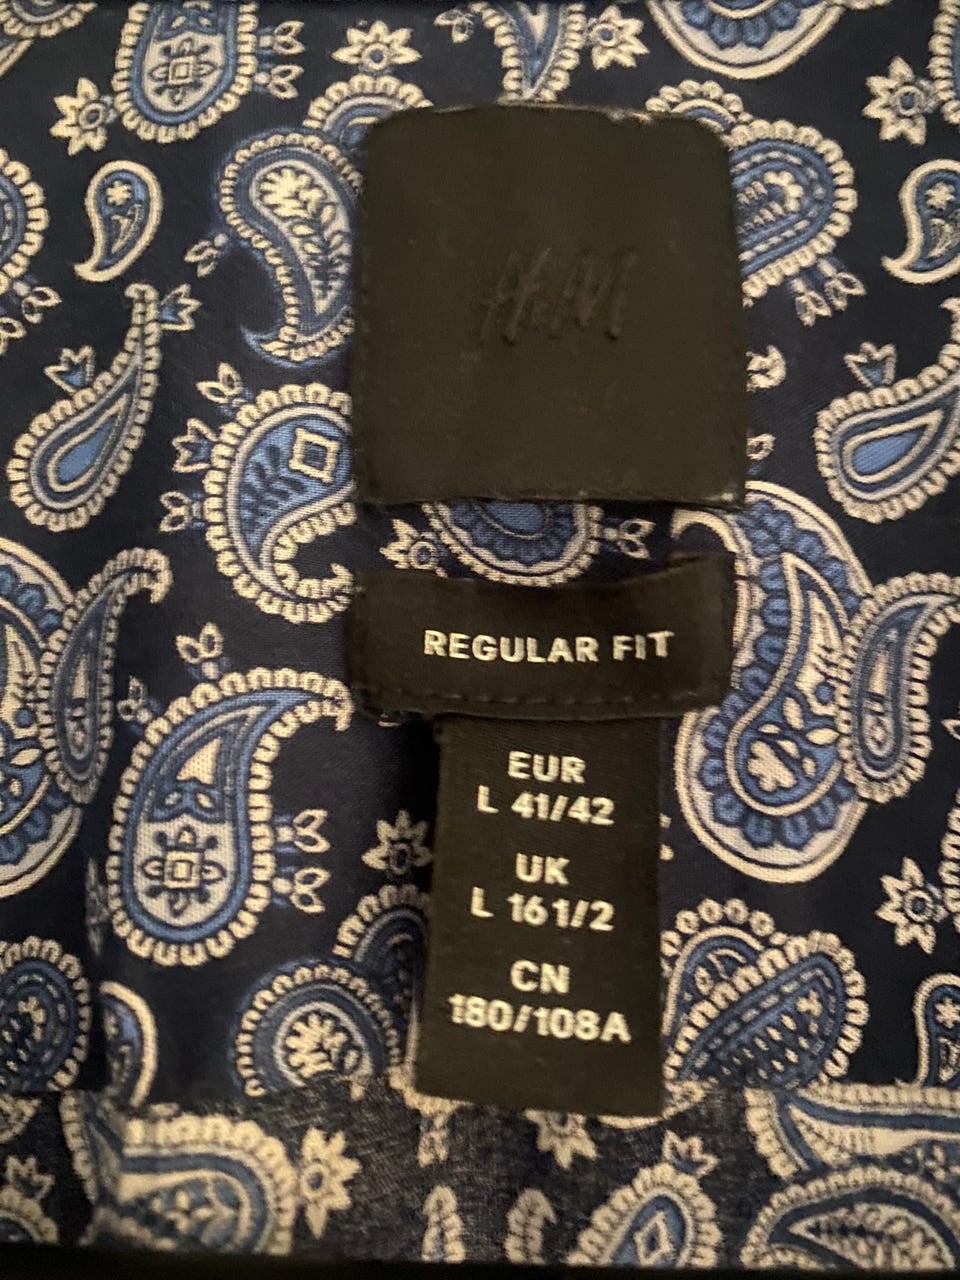 H&M
REGULAR FIT
EUR
L 41/42
UK
L 16 1/2
CN
180/108A